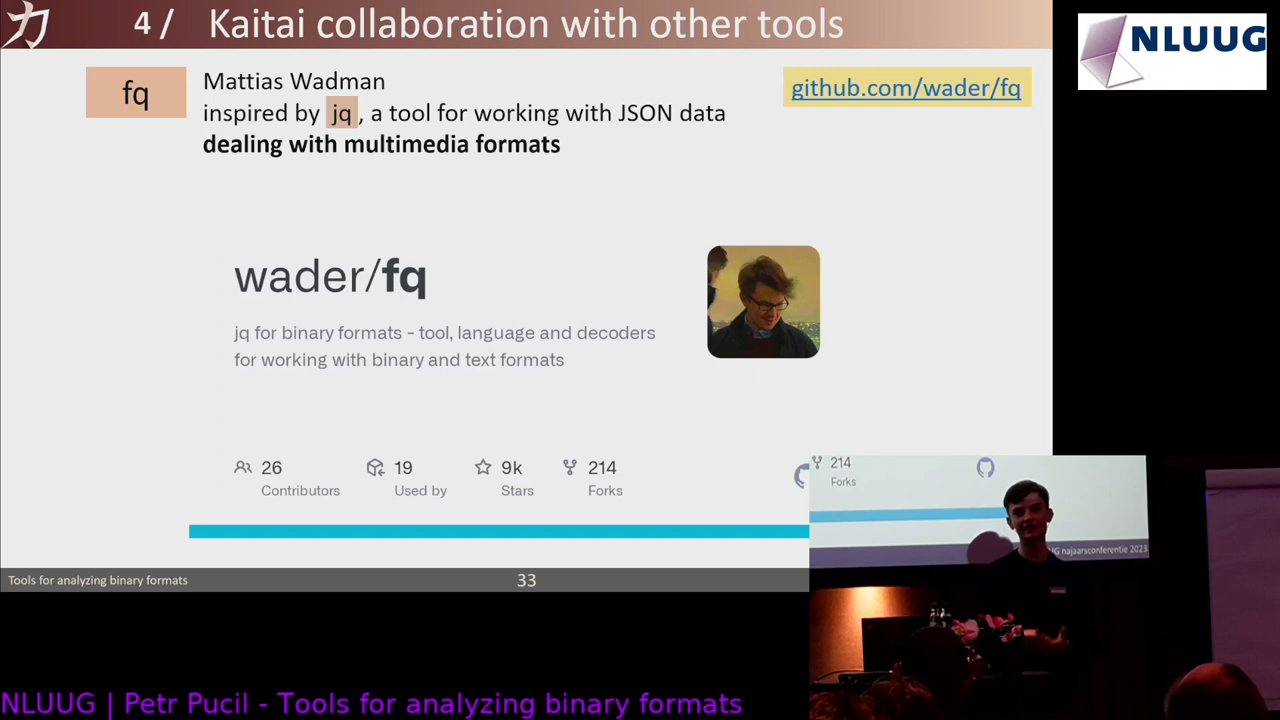 力 4 / Kaitai collaboration with other tools
NLUUG
fq
Mattias Wadman
inspired by jq, a tool for working with JSON data
dealing with multimedia formats
github.com/wader/fq
wader/fq
jq for binary formats - tool, language and decoders
for working with binary and text formats
26
Contributors
19
Used by
9k
Stars
214
Forks
214
Forks
najaarsconferentie 2023
Tools for analyzing binary formats
33
NLUUG | Petr Pucil - Tools for analyzing binary formats